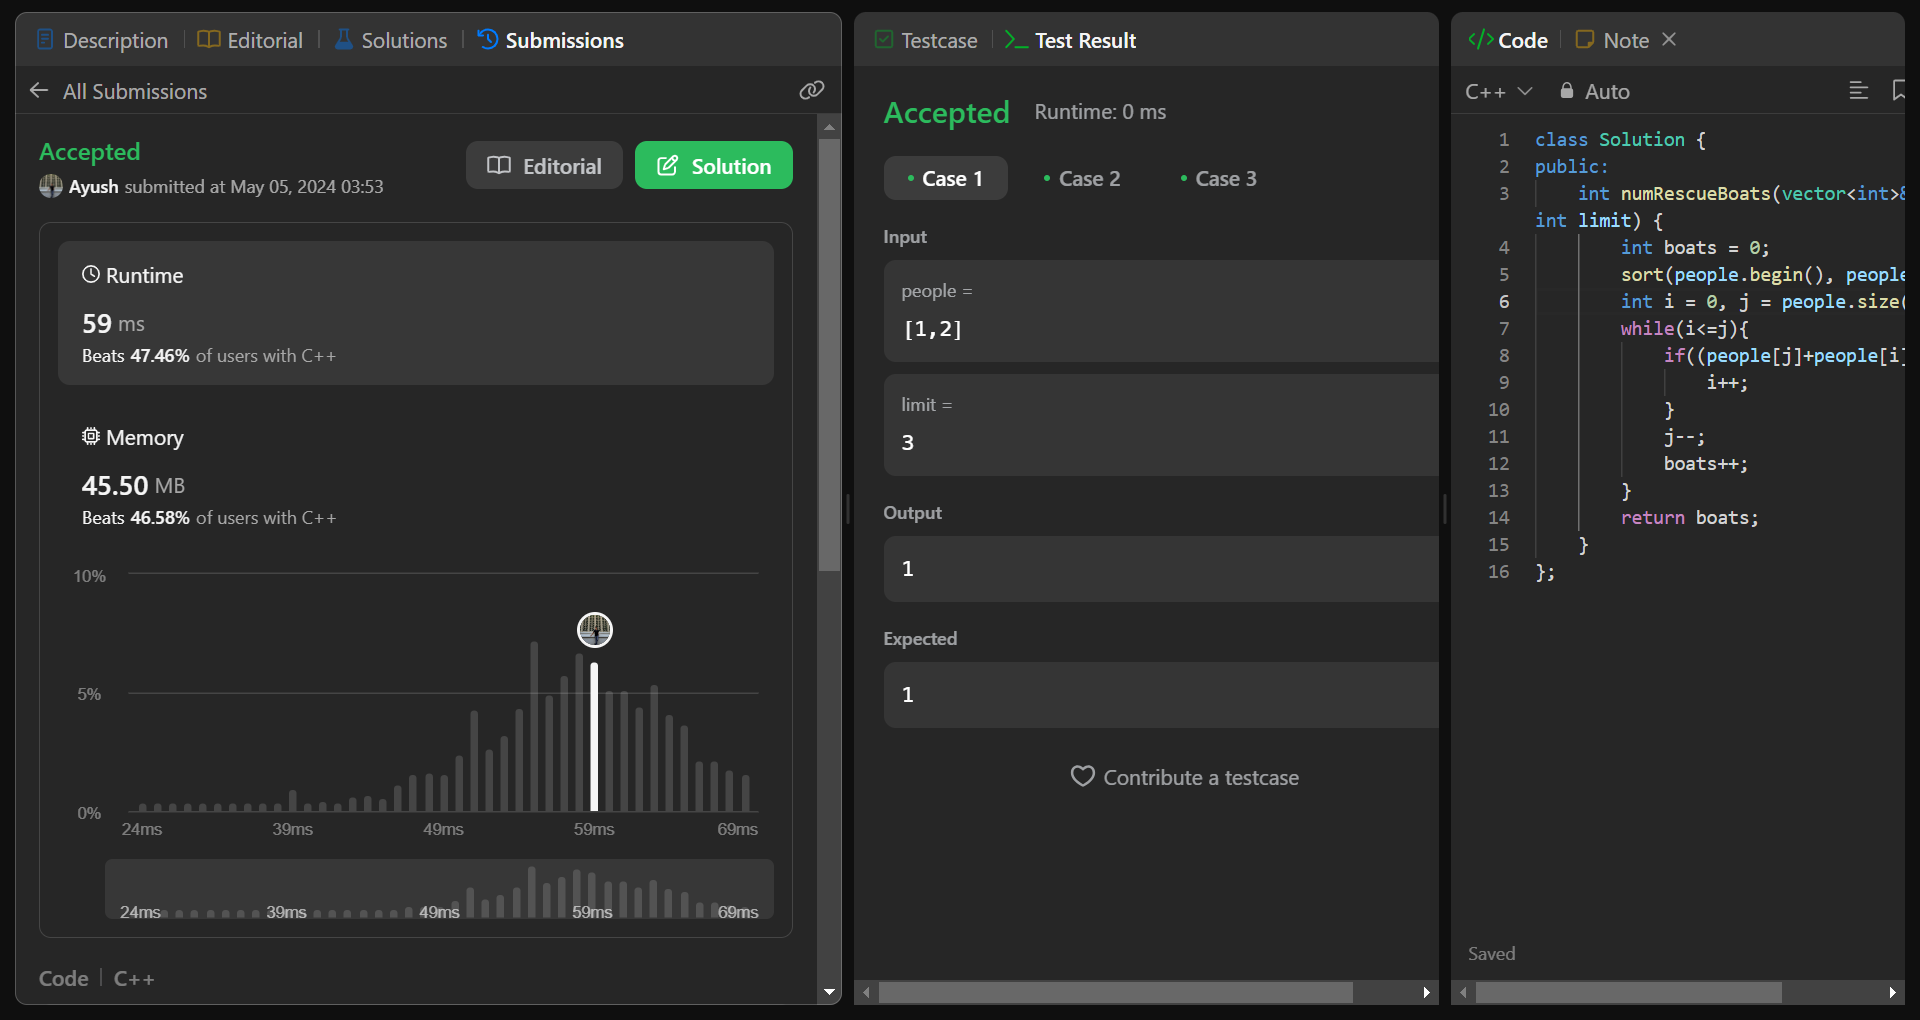 Description
Editorial
Solutions
Submissions
All Submissions
Accepted
Ayush submitted at May 05, 2024 03:53
Editorial
Solution
Runtime
59 ms
Beats 47.46% of users with C++
Memory
45.50 MB
Beats 46.58% of users with C++
10%
5%
0%
24ms 39ms 49ms 59ms 69ms
24ms 39ms 49ms 59ms 69ms
Code C++
Testcase
Test Result
Accepted Runtime: 0 ms
Case 1 Case 2 Case 3
Input
people =
[1,2]
limit =
3
Output
1
Expected
1
Contribute a testcase
</> Code
Note
C++ Auto
1 class Solution {
2 public:
3 int numRescueBoats(vector<int>&
int limit) {
4 int boats = 0;
5 sort(people.begin(), people
6 int i = 0, j = people.size(
7 while(i<=j){
8 if((people[j]+people[i]
9 i++;
10 }
11 j--;
12 boats++;
13 }
14 return boats;
15 }
16 };
Saved